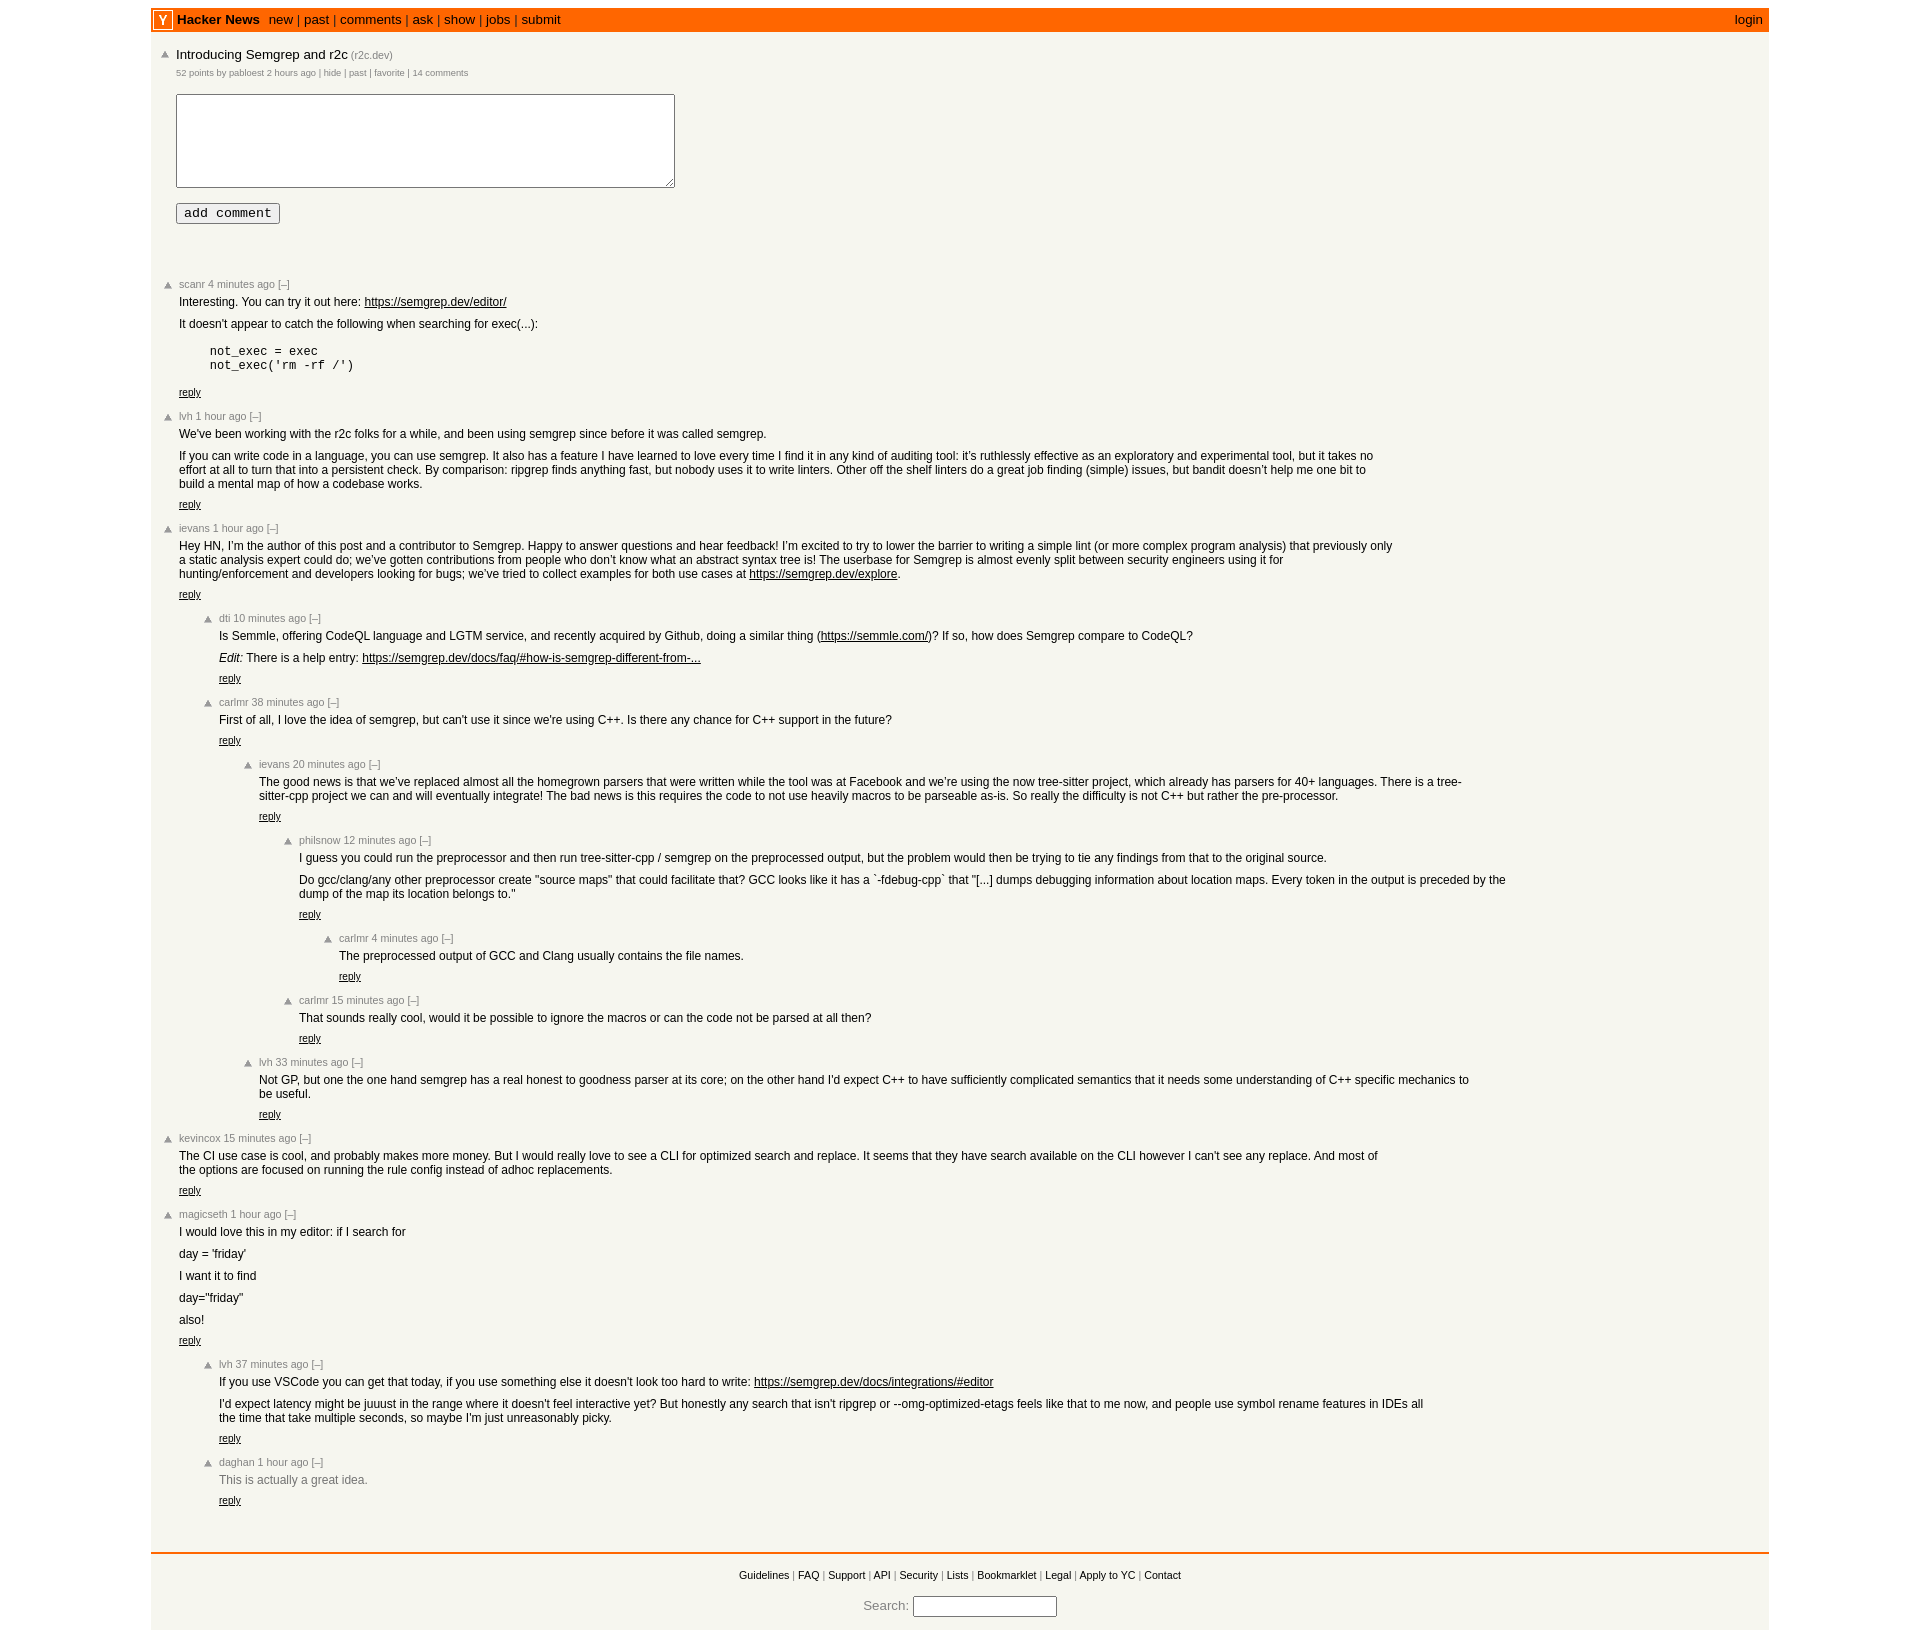 Y Hacker News new | past | comments | ask | show | jobs | submit login
Introducing Semgrep and r2c (r2c.dev)
52 points by pabloest 2 hours ago | hide | past | favorite | 14 comments
add comment
scanr 4 minutes ago [–]
Interesting. You can try it out here: https://semgrep.dev/editor/
It doesn't appear to catch the following when searching for exec(...):
not_exec = exec
not_exec('rm -rf /')
reply
lvh 1 hour ago [–]
We've been working with the r2c folks for a while, and been using semgrep since before it was called semgrep.
If you can write code in a language, you can use semgrep. It also has a feature I have learned to love every time I find it in any kind of auditing tool: it’s ruthlessly effective as an exploratory and experimental tool, but it takes no
effort at all to turn that into a persistent check. By comparison: ripgrep finds anything fast, but nobody uses it to write linters. Other off the shelf linters do a great job finding (simple) issues, but bandit doesn’t help me one bit to
build a mental map of how a codebase works.
reply
ievans 1 hour ago [–]
Hey HN, I’m the author of this post and a contributor to Semgrep. Happy to answer questions and hear feedback! I’m excited to try to lower the barrier to writing a simple lint (or more complex program analysis) that previously only
a static analysis expert could do; we’ve gotten contributions from people who don’t know what an abstract syntax tree is! The userbase for Semgrep is almost evenly split between security engineers using it for
hunting/enforcement and developers looking for bugs; we’ve tried to collect examples for both use cases at https://semgrep.dev/explore.
reply
dti 10 minutes ago [–]
Is Semmle, offering CodeQL language and LGTM service, and recently acquired by Github, doing a similar thing (https://semmle.com/)? If so, how does Semgrep compare to CodeQL?
Edit: There is a help entry: https://semgrep.dev/docs/faq/#how-is-semgrep-different-from-...
reply
carlmr 38 minutes ago [–]
First of all, I love the idea of semgrep, but can't use it since we're using C++. Is there any chance for C++ support in the future?
reply
ievans 20 minutes ago [–]
The good news is that we’ve replaced almost all the homegrown parsers that were written while the tool was at Facebook and we’re using the now tree-sitter project, which already has parsers for 40+ languages. There is a tree-
sitter-cpp project we can and will eventually integrate! The bad news is this requires the code to not use heavily macros to be parseable as-is. So really the difficulty is not C++ but rather the pre-processor.
reply
philsnow 12 minutes ago [–]
I guess you could run the preprocessor and then run tree-sitter-cpp / semgrep on the preprocessed output, but the problem would then be trying to tie any findings from that to the original source.
Do gcc/clang/any other preprocessor create "source maps" that could facilitate that? GCC looks like it has a `-fdebug-cpp` that "[...] dumps debugging information about location maps. Every token in the output is preceded by the
dump of the map its location belongs to."
reply
carlmr 4 minutes ago [–]
The preprocessed output of GCC and Clang usually contains the file names.
reply
carlmr 15 minutes ago [–]
That sounds really cool, would it be possible to ignore the macros or can the code not be parsed at all then?
reply
lvh 33 minutes ago [–]
Not GP, but one the one hand semgrep has a real honest to goodness parser at its core; on the other hand I'd expect C++ to have sufficiently complicated semantics that it needs some understanding of C++ specific mechanics to
be useful.
reply
kevincox 15 minutes ago [–]
The CI use case is cool, and probably makes more money. But I would really love to see a CLI for optimized search and replace. It seems that they have search available on the CLI however I can't see any replace. And most of
the options are focused on running the rule config instead of adhoc replacements.
reply
magicseth 1 hour ago [–]
I would love this in my editor: if I search for
day = 'friday'
I want it to find
day="friday"
also!
reply
lvh 37 minutes ago [–]
If you use VSCode you can get that today, if you use something else it doesn't look too hard to write: https://semgrep.dev/docs/integrations/#editor
I'd expect latency might be juuust in the range where it doesn't feel interactive yet? But honestly any search that isn't ripgrep or --omg-optimized-etags feels like that to me now, and people use symbol rename features in IDEs all
the time that take multiple seconds, so maybe I'm just unreasonably picky.
reply
daghan 1 hour ago [–]
This is actually a great idea.
reply
Guidelines | FAQ | Support | API | Security | Lists | Bookmarklet | Legal | Apply to YC | Contact
Search: